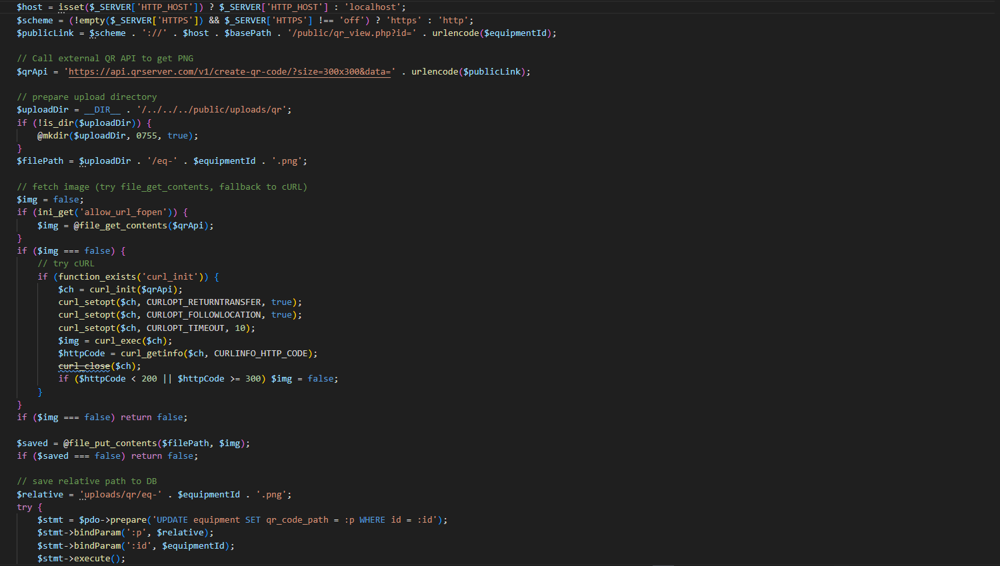 $host = isset($_SERVER['HTTP_HOST']) ? $_SERVER['HTTP_HOST'] : 'localhost';
$scheme = (!empty($_SERVER['HTTPS']) && $_SERVER['HTTPS'] !== 'off') ? 'https' : 'http';
$publicLink = $scheme . '://' . $host . $basePath . '/public/qr_view.php?id=' . urlencode($equipmentId);

// Call external QR API to get PNG
$qrApi = 'https://api.qrserver.com/v1/create-qr-code/?size=300x300&data=' . urlencode($publicLink);

// prepare upload directory
$uploadDir = __DIR__ . '/../../../public/uploads/qr';
if (!is_dir($uploadDir)) {
    @mkdir($uploadDir, 0755, true);
}
$filePath = $uploadDir . '/eq-' . $equipmentId . '.png';

// fetch image (try file_get_contents, fallback to cURL)
$img = false;
if (ini_get('allow_url_fopen')) {
    $img = @file_get_contents($qrApi);
}
if ($img === false) {
    // try cURL
    if (function_exists('curl_init')) {
        $ch = curl_init($qrApi);
        curl_setopt($ch, CURLOPT_RETURNTRANSFER, true);
        curl_setopt($ch, CURLOPT_FOLLOWLOCATION, true);
        curl_setopt($ch, CURLOPT_TIMEOUT, 10);
        $img = curl_exec($ch);
        $httpCode = curl_getinfo($ch, CURLINFO_HTTP_CODE);
        curl_close($ch);
        if ($httpCode < 200 || $httpCode >= 300) $img = false;
    }
}
if ($img === false) return false;

$saved = @file_put_contents($filePath, $img);
if ($saved === false) return false;

// save relative path to DB
$relative = 'uploads/qr/eq-' . $equipmentId . '.png';
try {
    $stmt = $pdo->prepare('UPDATE equipment SET qr_code_path = :p WHERE id = :id');
    $stmt->bindParam(':p', $relative);
    $stmt->bindParam(':id', $equipmentId);
    $stmt->execute();